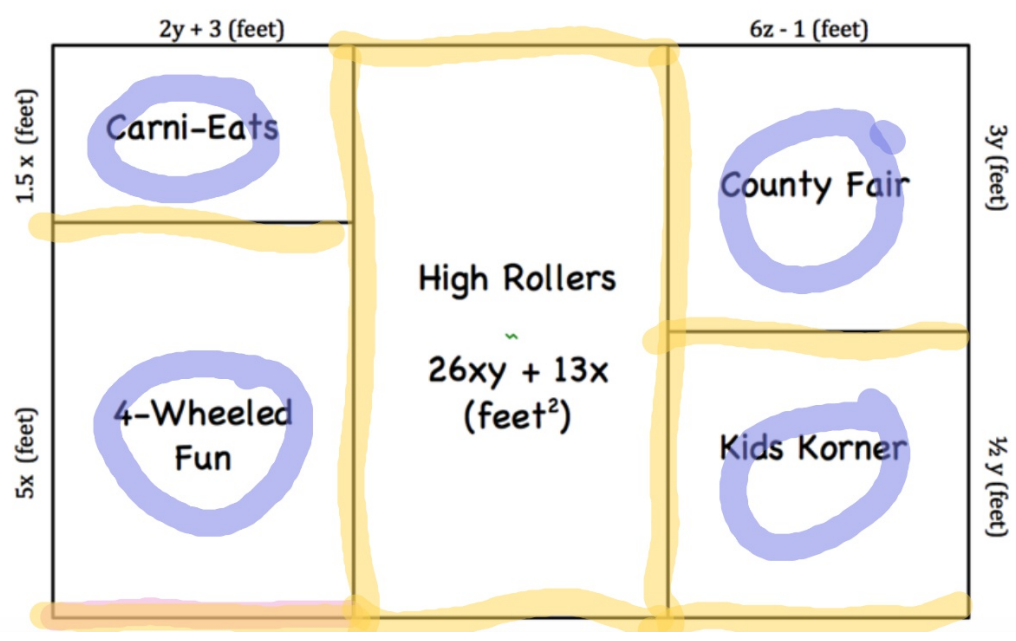 2y + 3 (feet)
6z - 1 (feet)
1.5 x (feet)
Carni-Eats
County Fair
3y (feet)
High Rollers
26xy + 13x
(feet²)
5x (feet)
4-Wheeled
Fun
Kids Korner
½ y (feet)